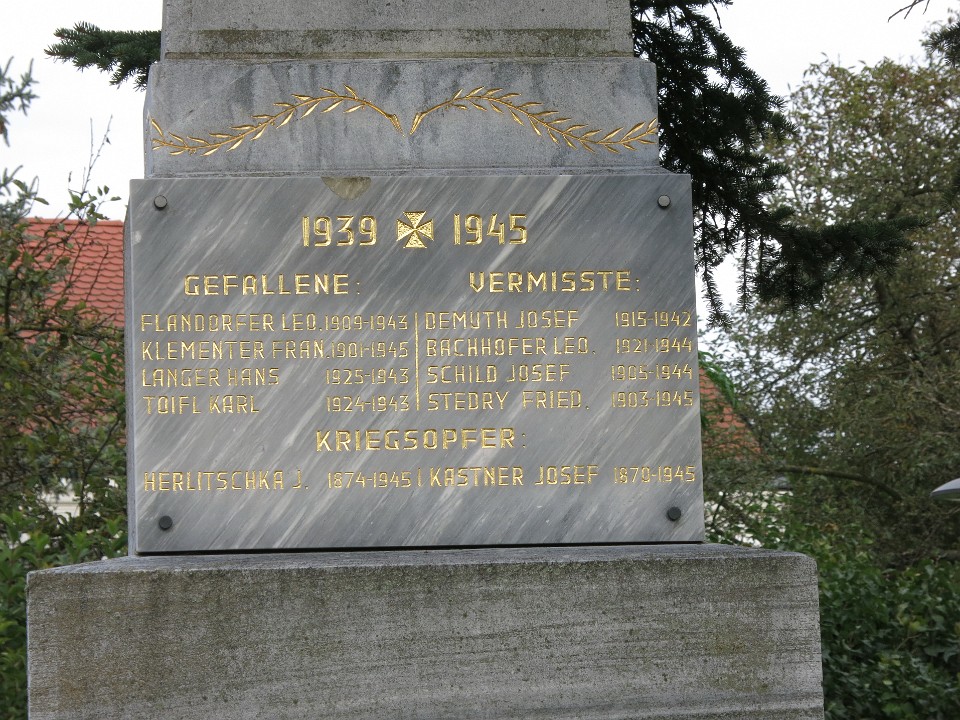 1939 1945
GEFALLENE:
FLANDORFER LEO. 1909-1943
KLEMENTER FRAN. 1901-1945
LANGER HANS 1925-1943
TOIFL KARL 1924-1943
VERMISSTE:
DEMUTH JOSEF 1915-1942
BACHHOFER LEO. 1921-1944
SCHILD JOSEF 1905-1944
STEDRY FRIED. 1903-1945
KRIEGSOPFER:
HERLITSCHKA J. 1874-1945
KASTNER JOSEF 1870-1945